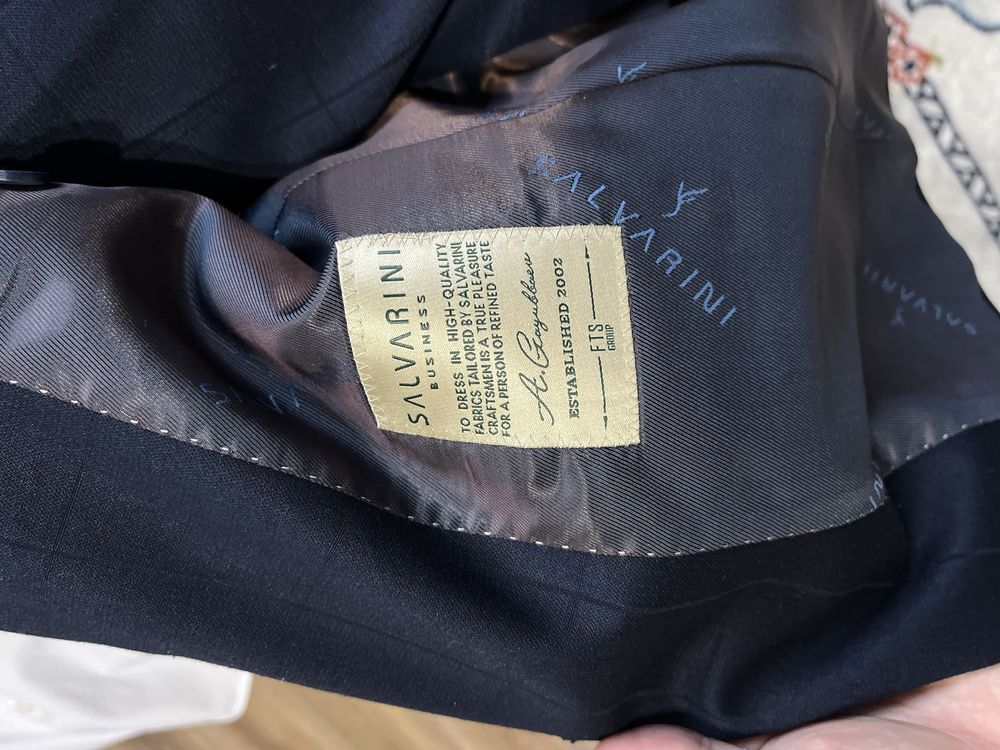 SALVARINI
BUSINESS
TO DRESS IN HIGH-QUALITY
FABRICS TAILORED BY SALVARINI
CRAFTSMEN IS A TRUE PLEASURE
FOR A PERSON OF REFINED TASTE
A.
ESTABLISHED 2002
FTS
GROUP
SALVARINI
SALVARINI